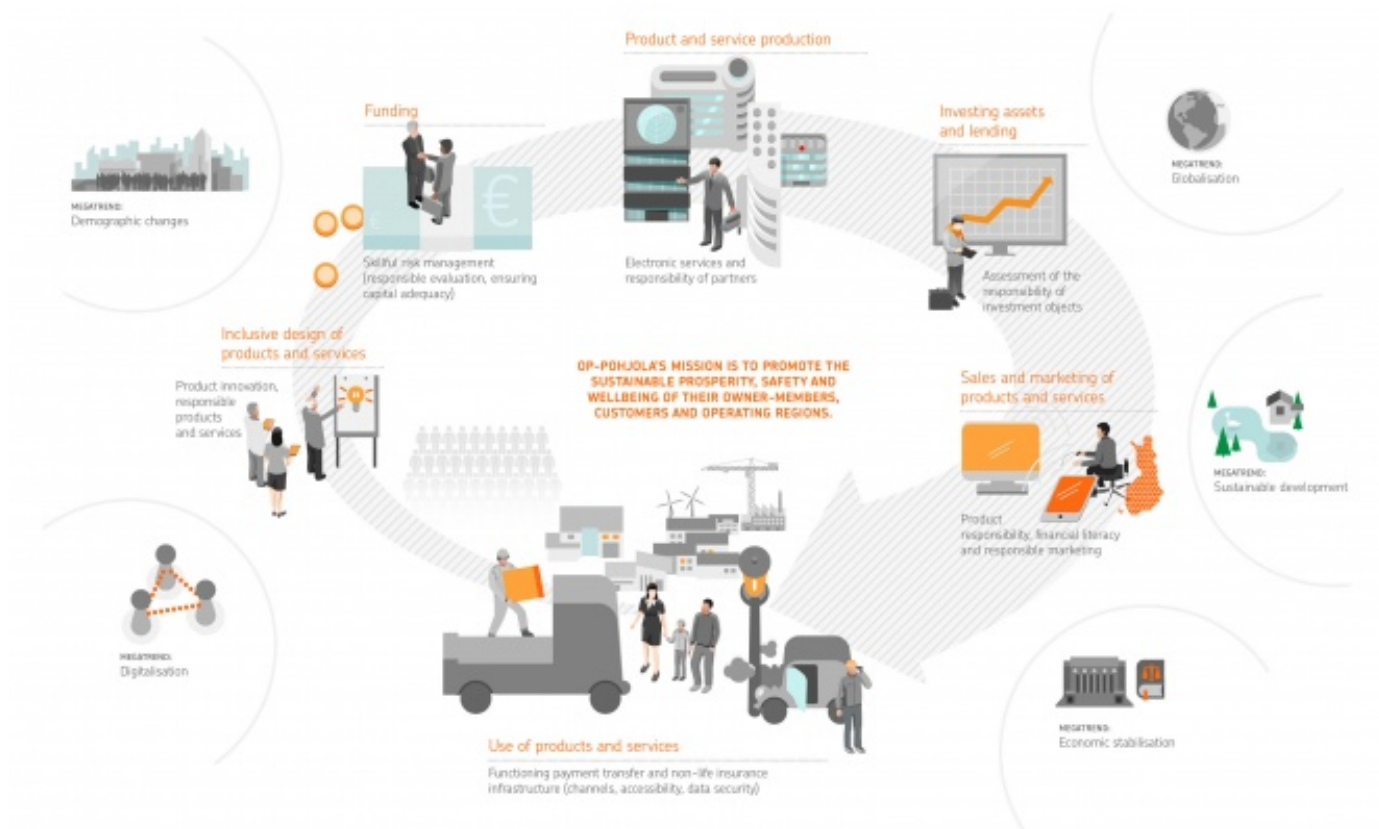 Product and service production
Funding
Investing assets
and lending
MEGATREND:
Globalisation
MEGATREND:
Demographic changes
€
€
Skillful risk management
(responsible evaluation, ensuring
capital adequacy)
Electronic services and
responsibility of partners
Assessment of the
responsibility of
investment objects
Inclusive design of
products and services
Product innovation,
responsible
products
and services
OP-POHJOLA'S MISSION IS TO PROMOTE THE
SUSTAINABLE PROSPERITY, SAFETY AND
WELLBEING OF THEIR OWNER-MEMBERS,
CUSTOMERS AND OPERATING REGIONS.
Sales and marketing of
products and services
MEGATREND:
Sustainable development
Product
responsibility, financial literacy
and responsible marketing
MEGATREND:
Digitalisation
MEGATREND:
Economic stabilisation
Use of products and services
Functioning payment transfer and non-life insurance
infrastructure (channels, accessibility, data security)